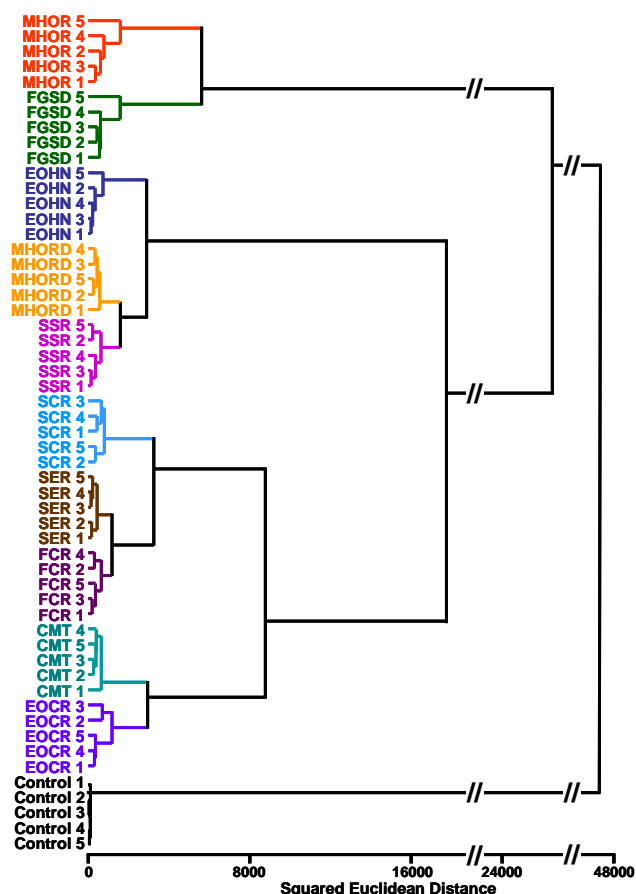 MHOR 5
MHOR 4
MHOR 2
MHOR 3
MHOR 1
FGSD 5
FGSD 4
FGSD 3
FGSD 2
FGSD 1
EOHN 5
EOHN 2
EOHN 4
EOHN 3
EOHN 1
MHORD 4
MHORD 3
MHORD 5
MHORD 2
MHORD 1
SSR 5
SSR 2
SSR 4
SSR 3
SSR 1
SCR 3
SCR 4
SCR 1
SCR 5
SCR 2
SER 5
SER 4
SER 3
SER 2
SER 1
FCR 4
FCR 2
FCR 5
FCR 3
FCR 1
CMT 4
CMT 5
CMT 3
CMT 2
CMT 1
EOCR 3
EOCR 2
EOCR 5
EOCR 4
EOCR 1
Control 1
Control 2
Control 3
Control 4
Control 5
0 8000 16000 24000 48000
Squared Euclidean Distance